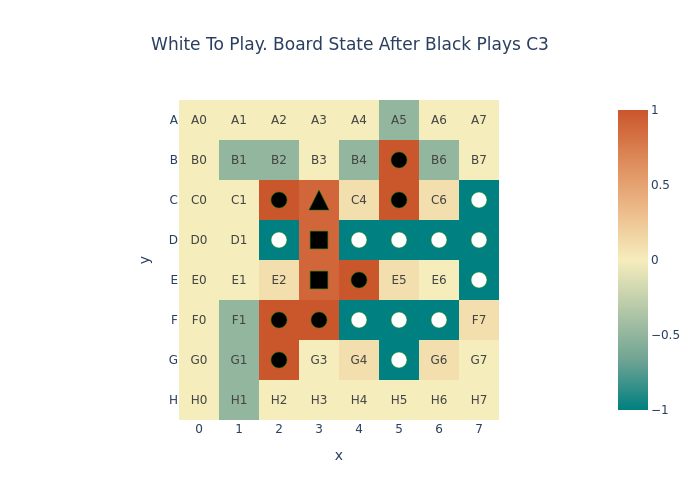 White To Play. Board State After Black Plays C3
A A0 A1 A2 A3 A4 A5 A6 A7
B B0 B1 B2 B3 B4 B6 B7
C C0 C1 C4 C6
D D0 D1
E E0 E1 E2 E5 E6
F F0 F1 F7
G G0 G1 G3 G4 G6 G7
H H0 H1 H2 H3 H4 H5 H6 H7
0 1 2 3 4 5 6 7
x
y
1
0.5
0
−0.5
−1